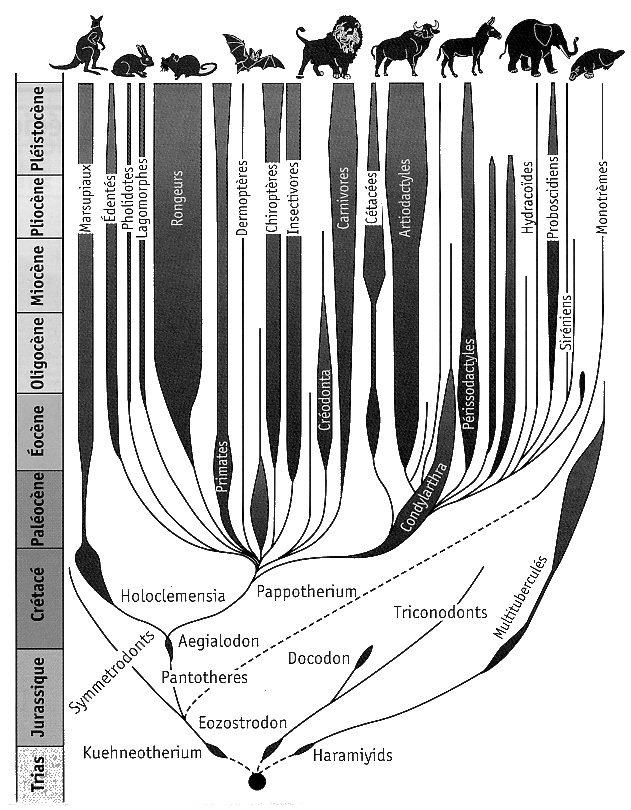 Pléistocène
Pliocène
Miocène
Oligocène
Éocène
Paléocène
Crétacé
Jurassique
Trias
Marsupiaux
Édentés
Pholidotes
Lagomorphes
Rongeurs
Primates
Dermoptères
Chiroptères
Insectivores
Créodonta
Carnivores
Cétacées
Artiodactyles
Condylarthra
Périssodactyles
Hydracoïdes
Proboscidiens
Siréniens
Monotrèmes
Holoclemensia
Pappotherium
Aegialodon
Triconodonts
Multituberculés
Symmetrodonts
Docodon
Pantotheres
Eozostrodon
Kuehneotherium
Haramiyids